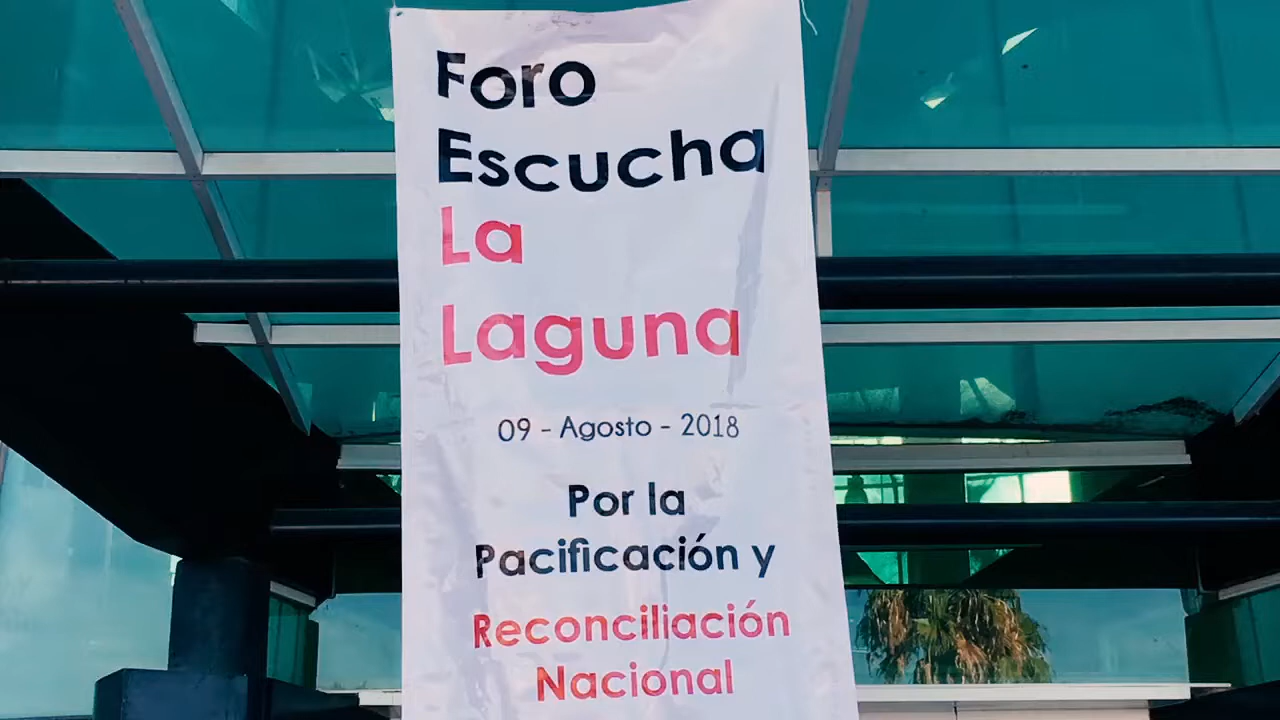 Foro
Escucha
La
Laguna
09 - Agosto - 2018
Por la
Pacificación y
Reconciliación
Nacional